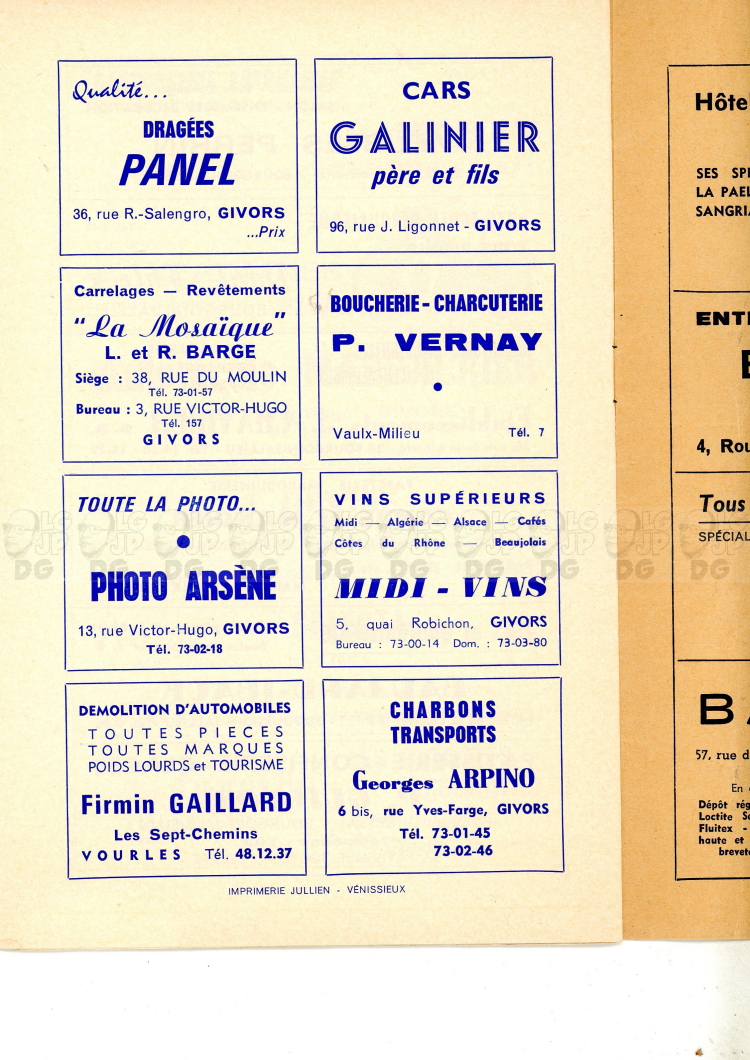 Qualité...
DRAGÉES
PANEL
36, rue R.-Salengro, GIVORS
...Prix
CARS
GALINIER
père et fils
96, rue J. Ligonnet - GIVORS
Carrelages — Revêtements
"La Mosaïque"
L. et R. BARGE
Siège : 38, RUE DU MOULIN
Tél. 73-01-57
Bureau : 3, RUE VICTOR-HUGO
Tél. 157
GIVORS
BOUCHERIE - CHARCUTERIE
P. VERNAY
Vaulx-Milieu Tél. 7
TOUTE LA PHOTO...
PHOTO ARSÈNE
13, rue Victor-Hugo, GIVORS
Tél. 73-02-18
VINS SUPÉRIEURS
Midi — Algérie — Alsace — Cafés
Côtes du Rhône — Beaujolais
MIDI - VINS
5, quai Robichon, GIVORS
Bureau : 73-00-14 Dom. : 73-03-80
DEMOLITION D'AUTOMOBILES
TOUTES PIECES
TOUTES MARQUES
POIDS LOURDS et TOURISME
Firmin GAILLARD
Les Sept-Chemins
VOURLES Tél. 48.12.37
CHARBONS
TRANSPORTS
Georges ARPINO
6 bis, rue Yves-Farge, GIVORS
Tél. 73-01-45
73-02-46
IMPRIMERIE JULLIEN - VÉNISSIEUX
Hôte
SES SP
LA PAE
SANGRI
ENT
4, Rou
Tous
SPÉCIAL
BA
57, rue d
En
Dépôt rég
Loctite S
Fluitex -
haute et
brevet